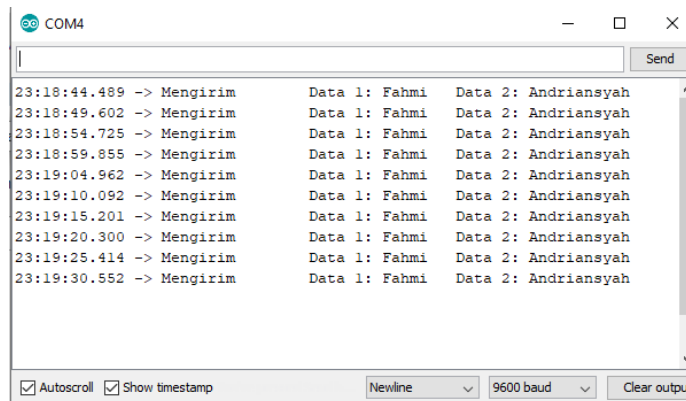 COM4
Send
23:18:44.489 -> Mengirim Data 1: Fahmi Data 2: Andriansyah
23:18:49.602 -> Mengirim Data 1: Fahmi Data 2: Andriansyah
23:18:54.725 -> Mengirim Data 1: Fahmi Data 2: Andriansyah
23:18:59.855 -> Mengirim Data 1: Fahmi Data 2: Andriansyah
23:19:04.962 -> Mengirim Data 1: Fahmi Data 2: Andriansyah
23:19:10.092 -> Mengirim Data 1: Fahmi Data 2: Andriansyah
23:19:15.201 -> Mengirim Data 1: Fahmi Data 2: Andriansyah
23:19:20.300 -> Mengirim Data 1: Fahmi Data 2: Andriansyah
23:19:25.414 -> Mengirim Data 1: Fahmi Data 2: Andriansyah
23:19:30.552 -> Mengirim Data 1: Fahmi Data 2: Andriansyah
Autoscroll Show timestamp Newline 9600 baud Clear outpu